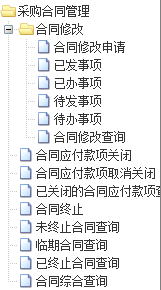 采购合同管理
合同修改
合同修改申请
已发事项
已办事项
待发事项
待办事项
合同修改查询
合同应付款项关闭
合同应付款项取消关闭
已关闭的合同应付款项查
合同终止
未终止合同查询
临期合同查询
已终止合同查询
合同综合查询